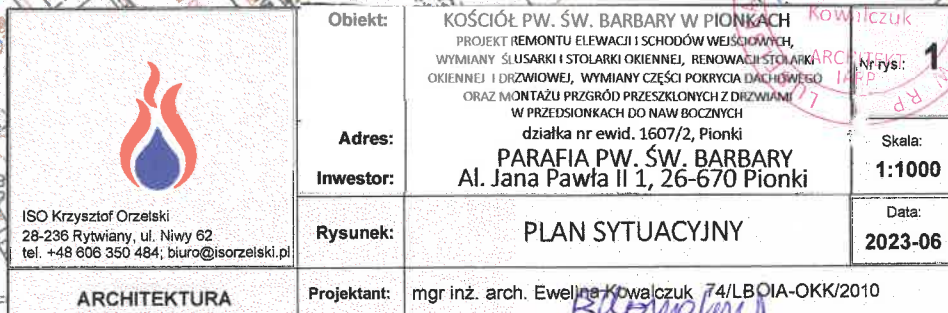 Obiekt:
KOŚCIÓŁ PW. ŚW. BARBARY W PIONKACH
PROJEKT REMONTU ELEWACJI I SCHODÓW WEJŚCIOWYCH,
WYMIANY ŚLUSARKI I STOLARKI OKIENNEJ, RENOWACJI STOLARKI
OKIENNEJ I DRZWIOWEJ, WYMIANY CZĘŚCI POKRYCIA DACHOWEGO
ORAZ MONTAŻU PRZGRÓD PRZESZKLONYCH Z DRZWIAMI
W PRZEDSIONKACH DO NAW BOCZNYCH
Kowalczuk
ARCHITEKT
IARP
Nr rys.: 1
Adres:
działka nr ewid. 1607/2, Pionki
Inwestor:
PARAFIA PW. ŚW. BARBARY
Al. Jana Pawła II 1, 26-670 Pionki
Skala:
1:1000
ISO Krzysztof Orzelski
28-236 Rytwiany, ul. Niwy 62
tel. +48 606 350 484; biuro@isorzelski.pl
Rysunek:
PLAN SYTUACYJNY
Data:
2023-06
ARCHITEKTURA
Projektant:
mgr inż. arch. Ewelina Kowalczuk 74/LBOIA-OKK/2010